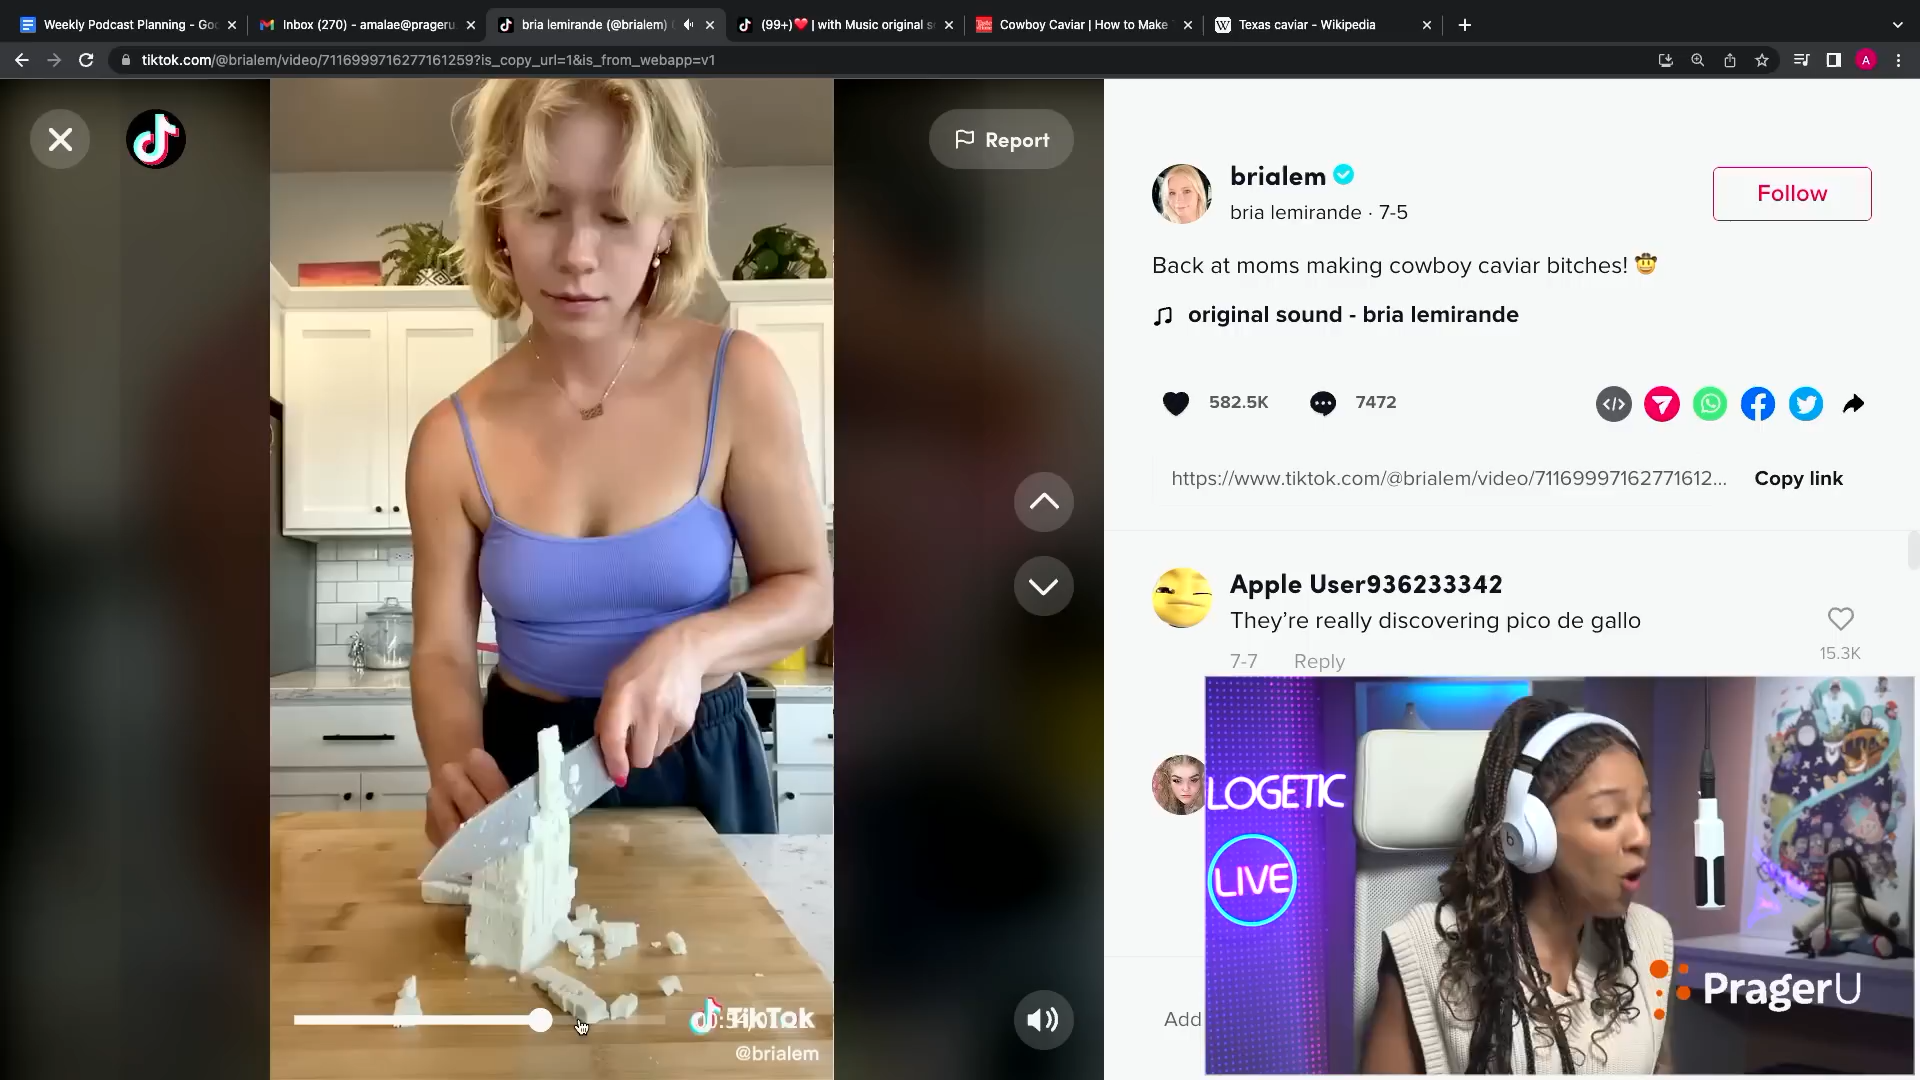 Weekly Podcast Planning - Goo
Inbox (270) - amalae@prageru.
bria lemirande (@brialem)
(99+)❤️ | with Music original s
Cowboy Caviar | How to Make
Texas caviar - Wikipedia
tiktok.com/@brialem/video/7116999716277161259?is_copy_url=1&is_from_webapp=v1
A
Report
brialem
bria lemirande · 7-5
Follow
Back at moms making cowboy caviar bitches! 🤠
original sound - bria lemirande
582.5K
7472
https://www.tiktok.com/@brialem/video/71169997162771612...
Copy link
Apple User936233342
They're really discovering pico de gallo
15.3K
7-7
Reply
LOGETIC
LIVE
PragerU
Add
TikTok
@brialem